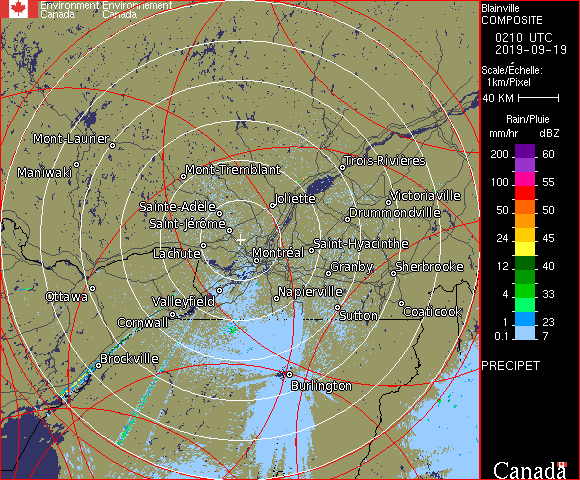 Environment Environnement
Canada Canada
Blainville
COMPOSITE
0210 UTC
2019-09-19
Scale/Échelle:
1km/Pixel
40 KM
Rain/Pluie
mm/hr dBZ
200 60
100 55
50 50
24 45
12 40
4 33
1 23
0.1 7
PRECIPET
Canada
Mont-Laurier
Maniwaki
Mont-Tremblant
Trois-Rivières
Joliette
Victoriaville
Sainte-Adele
Drummondville
Saint-Jérôme
Lachute
Montréal
Saint-Hyacinthe
Granby
Sherbrooke
Ottawa
Valleyfield
Napierville
Sutton
Coaticook
Cornwall
Brockville
Burlington